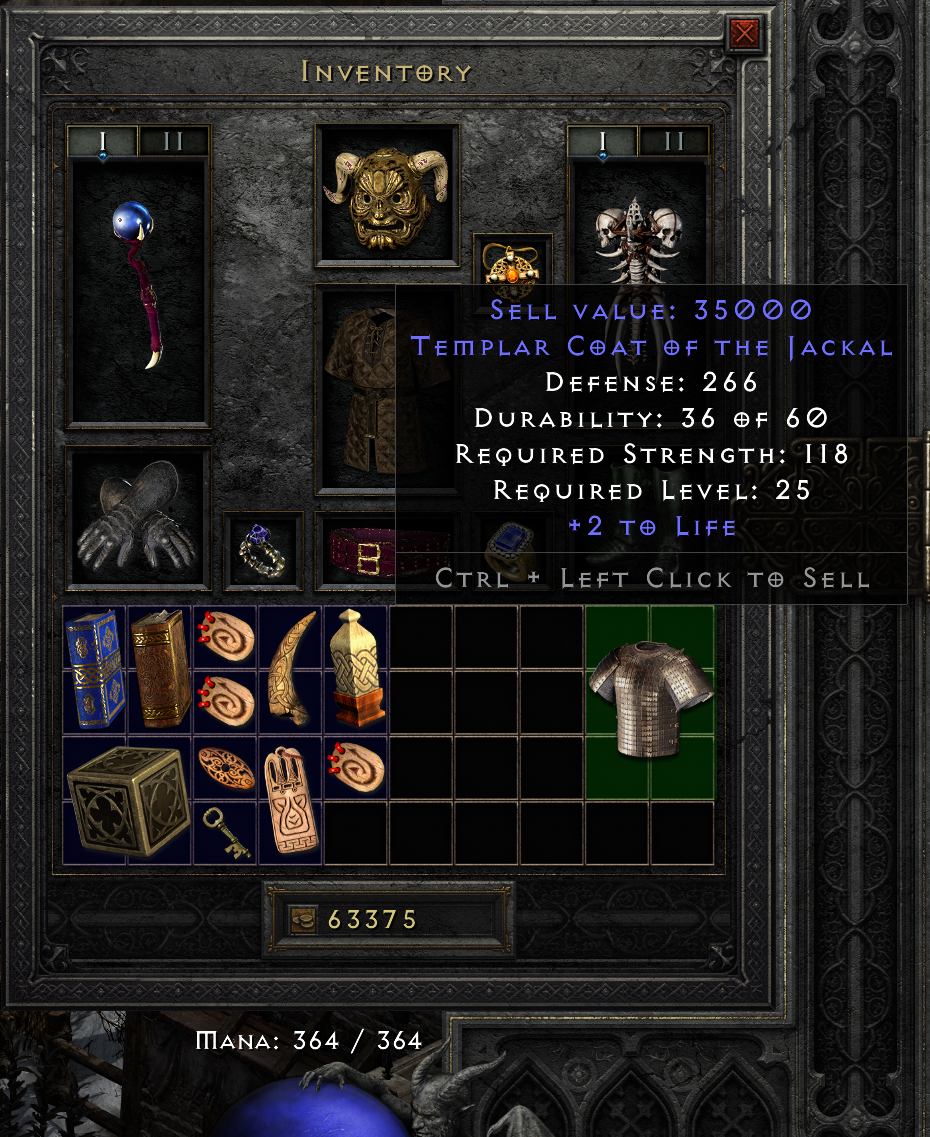 Inventory
I II
I II
Sell value: 35000
Templar Coat of the Jackal
Defense: 266
Durability: 36 of 60
Required Strength: 118
Required Level: 25
+2 to Life
Ctrl + Left Click to Sell
63375
Mana: 364 / 364